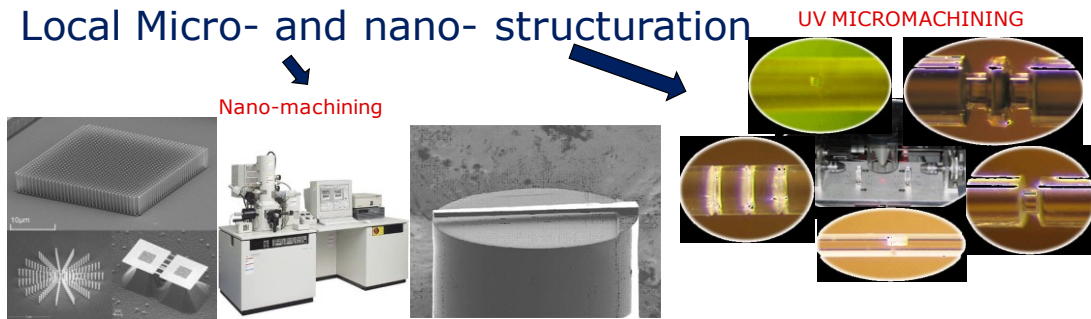 Local Micro- and nano- structuration
UV MICROMACHINING
Nano-machining
10µm